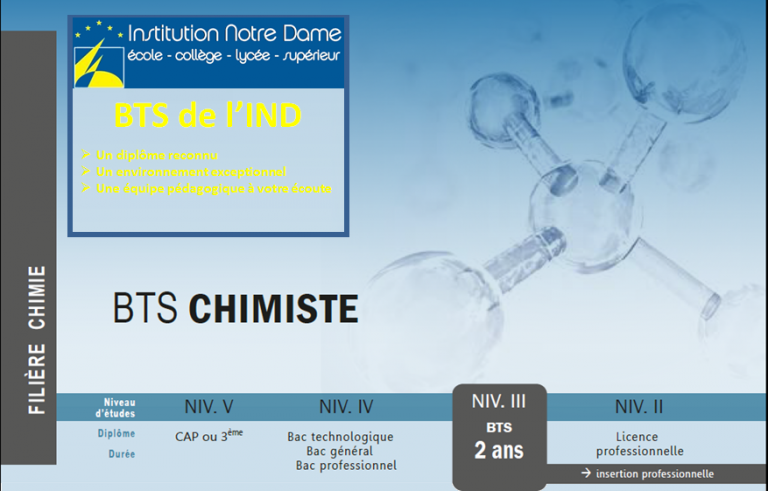 Institution Notre Dame
école - collège - lycée - supérieur
BTS de l'IND
➢ Un diplôme reconnu
➢ Un environnement exceptionnel
➢ Une équipe pédagogique à votre écoute
FILIÈRE CHIMIE
BTS CHIMISTE
Niveau d'études
NIV. V
NIV. IV
NIV. III
NIV. II
Diplôme
Durée
CAP ou 3ème
Bac technologique
Bac général
Bac professionnel
BTS
2 ans
Licence
professionnelle
→ insertion professionnelle